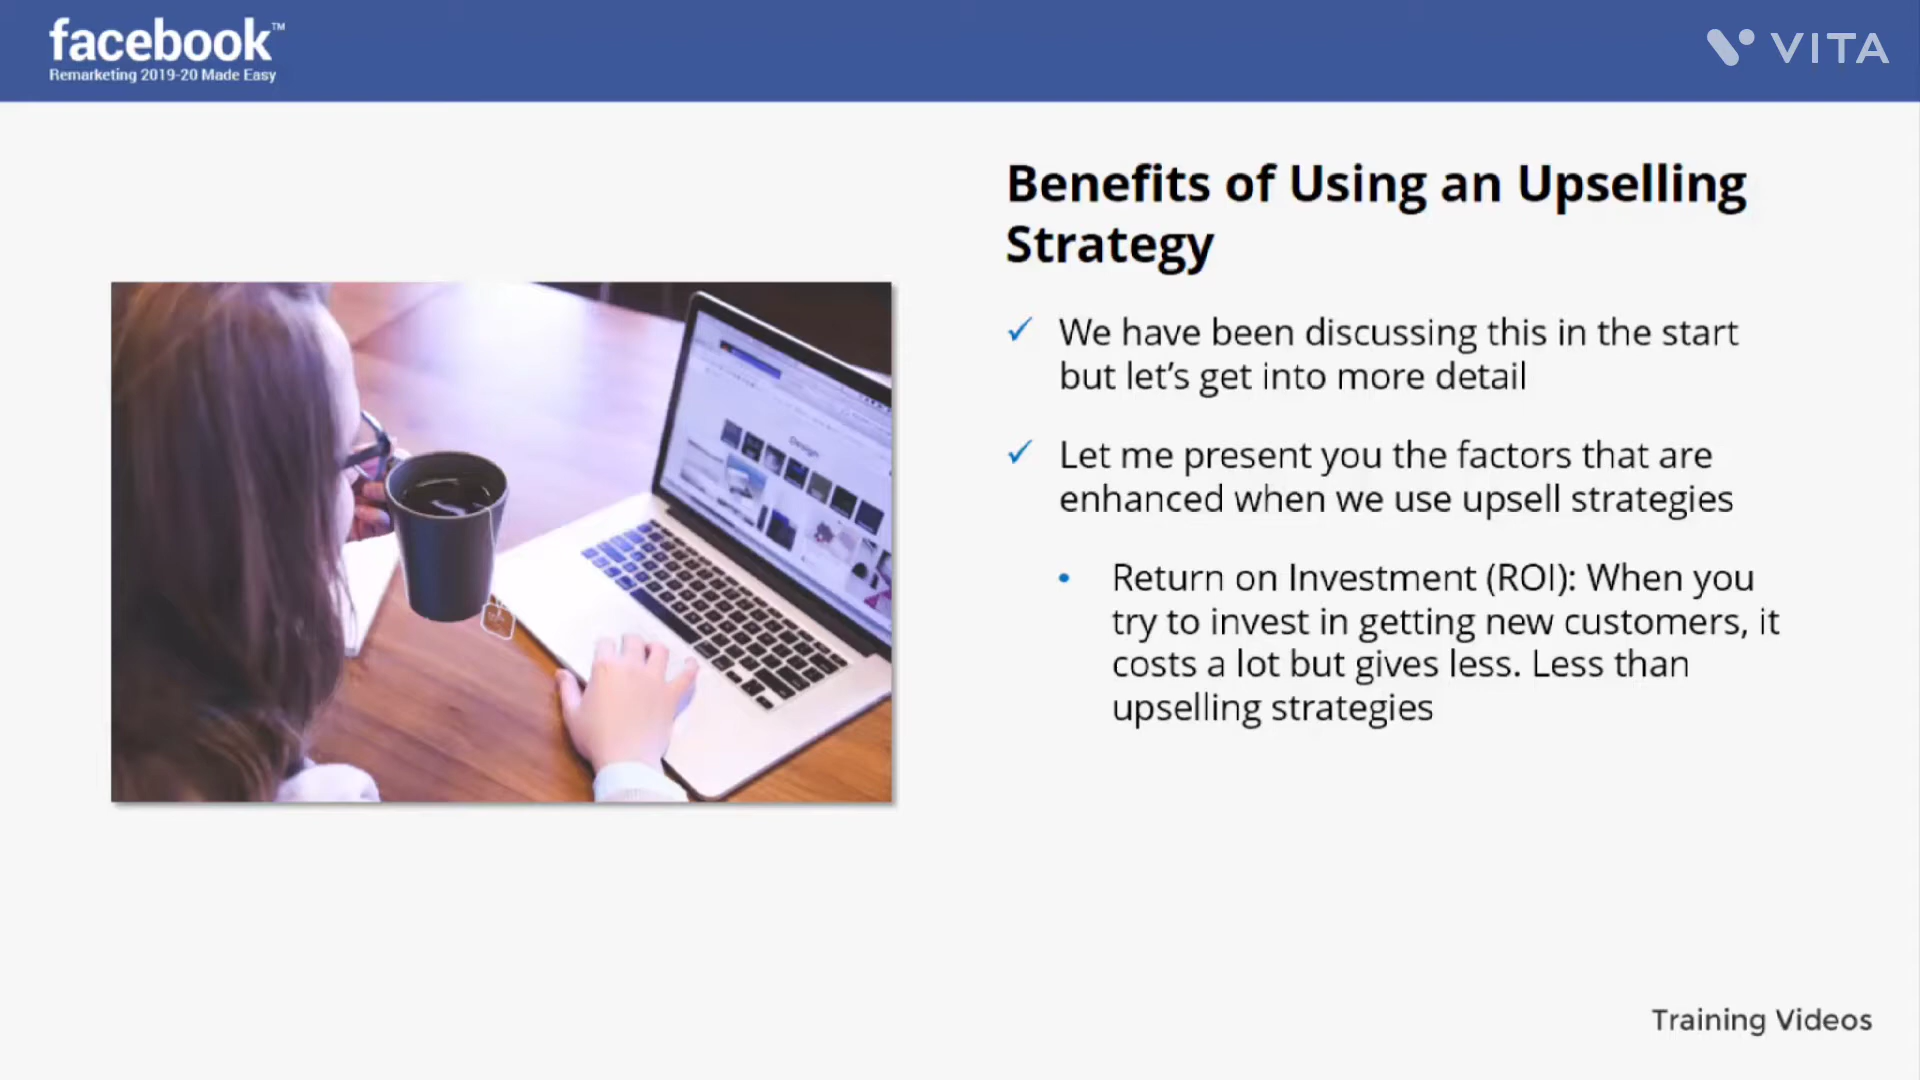 facebook™
Remarketing 2019-20 Made Easy
VITA
Benefits of Using an Upselling
Strategy
We have been discussing this in the start
but let’s get into more detail
Let me present you the factors that are
enhanced when we use upsell strategies
Return on Investment (ROI): When you
try to invest in getting new customers, it
costs a lot but gives less. Less than
upselling strategies
Design
Training Videos